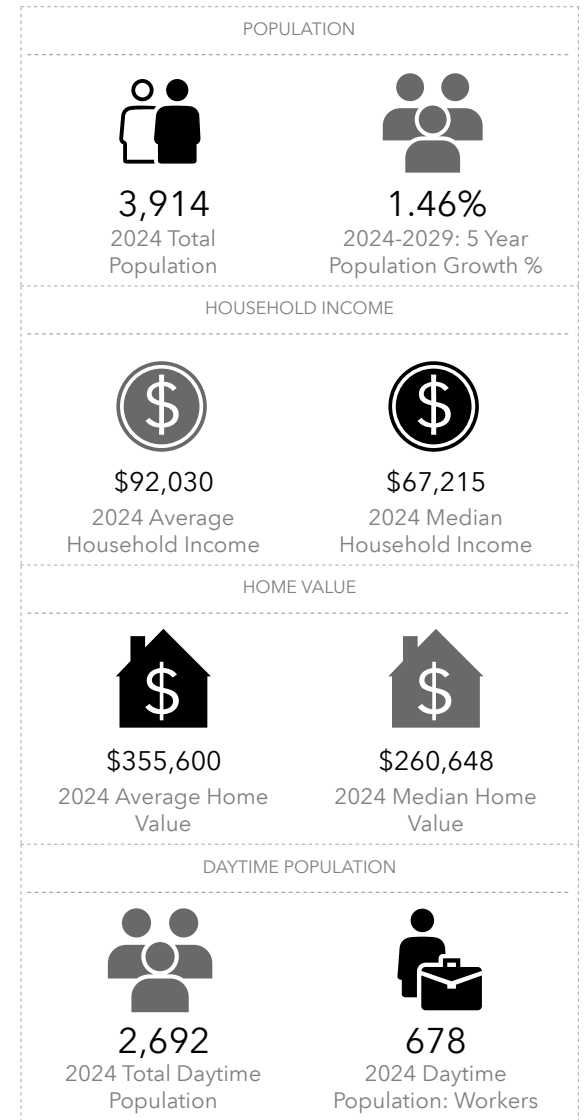 POPULATION
3,914
2024 Total
Population
1.46%
2024-2029: 5 Year
Population Growth %
HOUSEHOLD INCOME
$
$92,030
2024 Average
Household Income
$
$67,215
2024 Median
Household Income
HOME VALUE
$
$355,600
2024 Average Home
Value
$
$260,648
2024 Median Home
Value
DAYTIME POPULATION
2,692
2024 Total Daytime
Population
678
2024 Daytime
Population: Workers